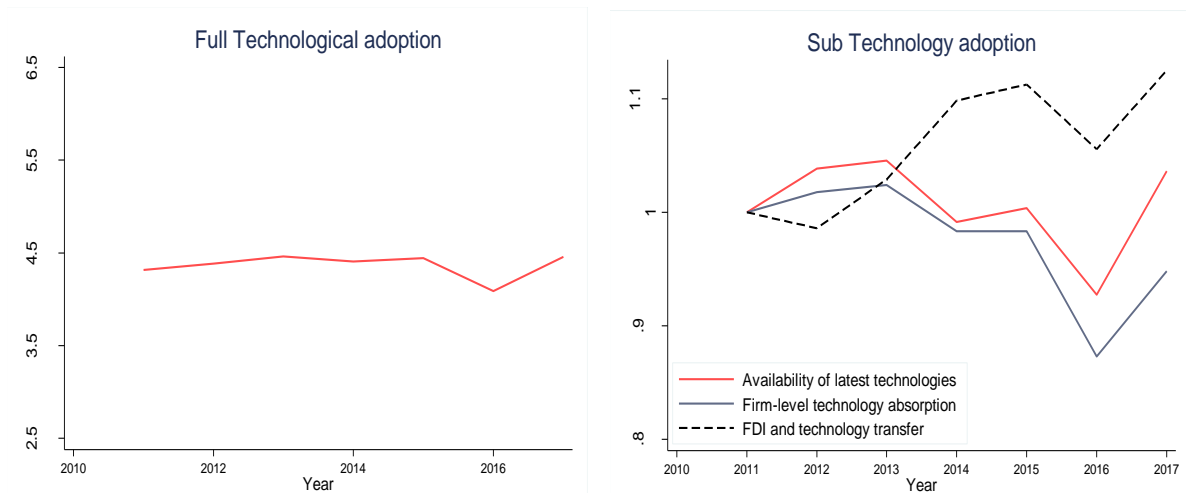 Full Technological adoption
6.5
5.5
4.5
3.5
2.5
2010 2012 2014 2016
Year
Sub Technology adoption
1.1
1
.9
.8
Availability of latest technologies
Firm-level technology absorption
FDI and technology transfer
2010 2011 2012 2013 2014 2015 2016 2017
Year